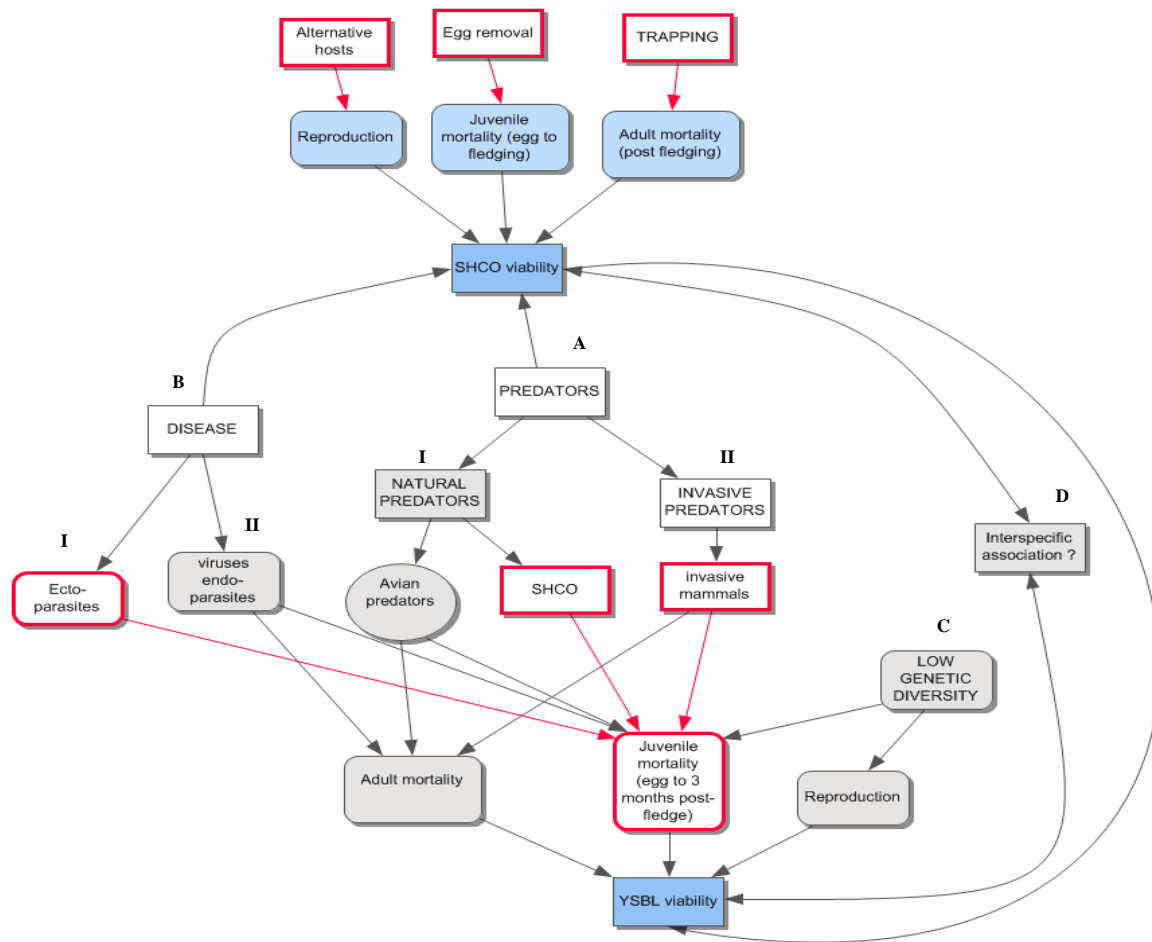 Alternative
hosts
Egg removal
TRAPPING
Reproduction
Juvenile
mortality (egg to
fledging)
Adult mortality
(post fledging)
SHCO viability
A
B
PREDATORS
DISEASE
I
II
NATURAL
PREDATORS
INVASIVE
PREDATORS
D
I
II
Interspecific
association ?
Ecto-
parasites
viruses
endo-
parasites
Avian
predators
SHCO
invasive
mammals
C
LOW
GENETIC
DIVERSITY
Adult mortality
Juvenile
mortality
(egg to 3
months post-
fledge)
Reproduction
YSBL viability